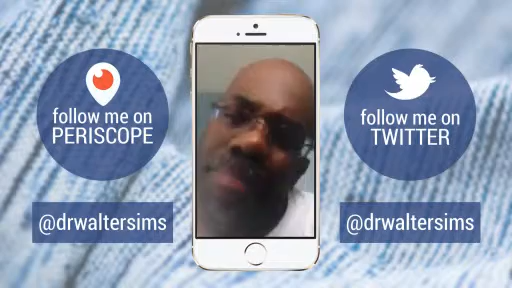 follow me on
PERISCOPE
@drwaltersims
follow me on
TWITTER
@drwaltersims